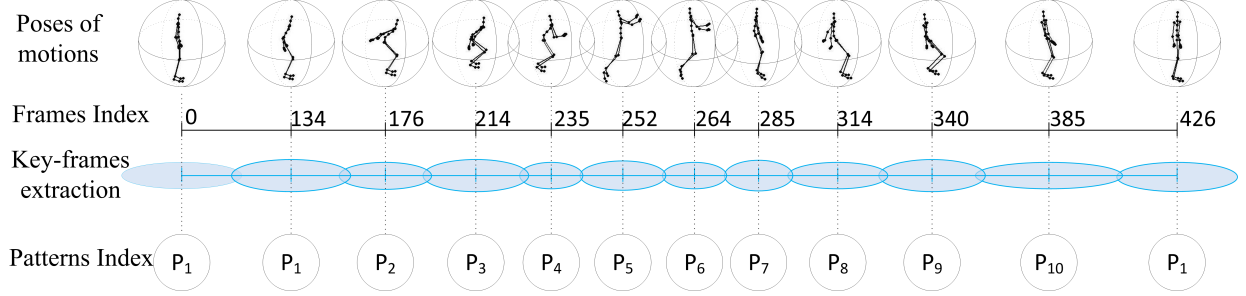 Poses of
motions
Frames Index
0 134 176 214 235 252 264 285 314 340 385 426
Key-frames
extraction
Patterns Index
P1 P1 P2 P3 P4 P5 P6 P7 P8 P9 P10 P1